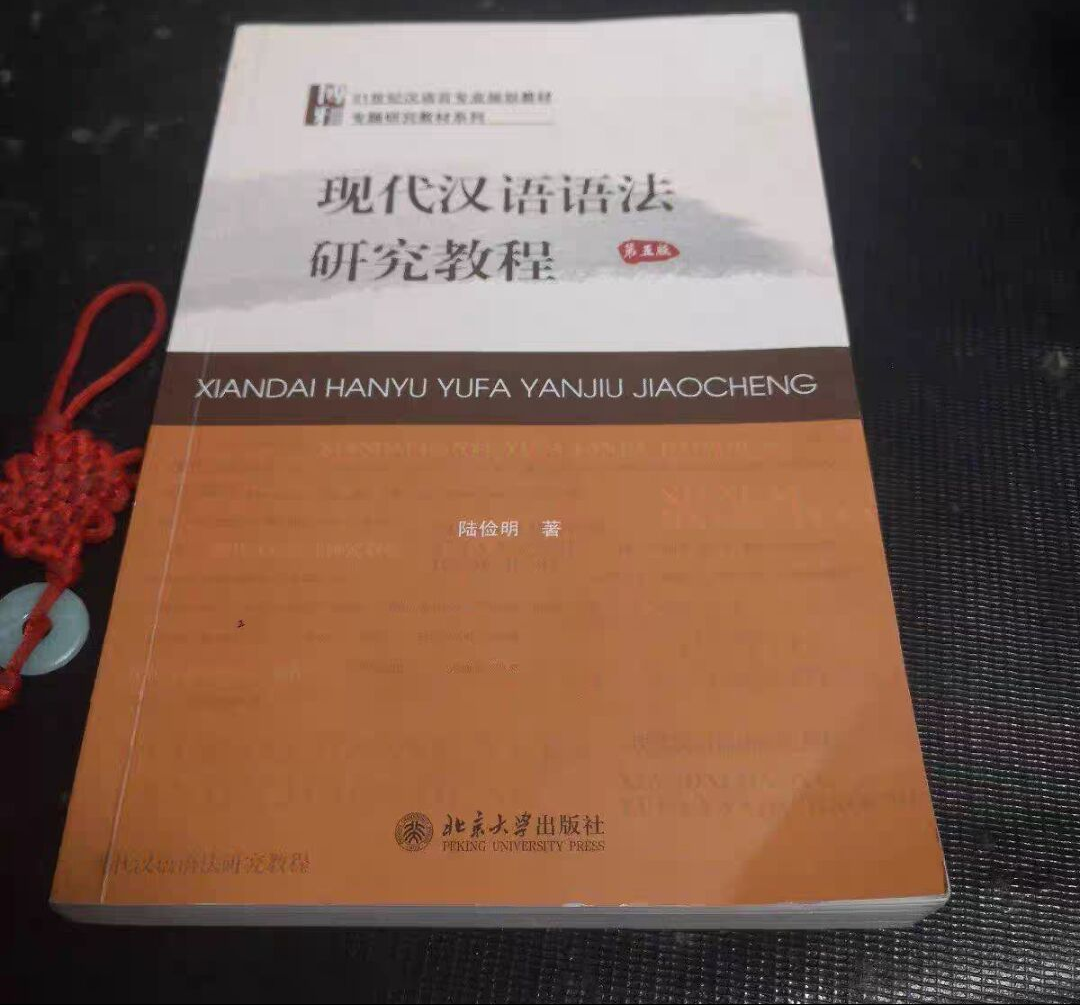 21世纪汉语言专业规划教材
专题研究教材系列
现代汉语语法
研究教程
第五版
XIANDAI HANYU YUFA YANJIU JIAOCHENG
陆俭明 著
北京大学出版社
PEKING UNIVERSITY PRESS
现代汉语语法研究教程